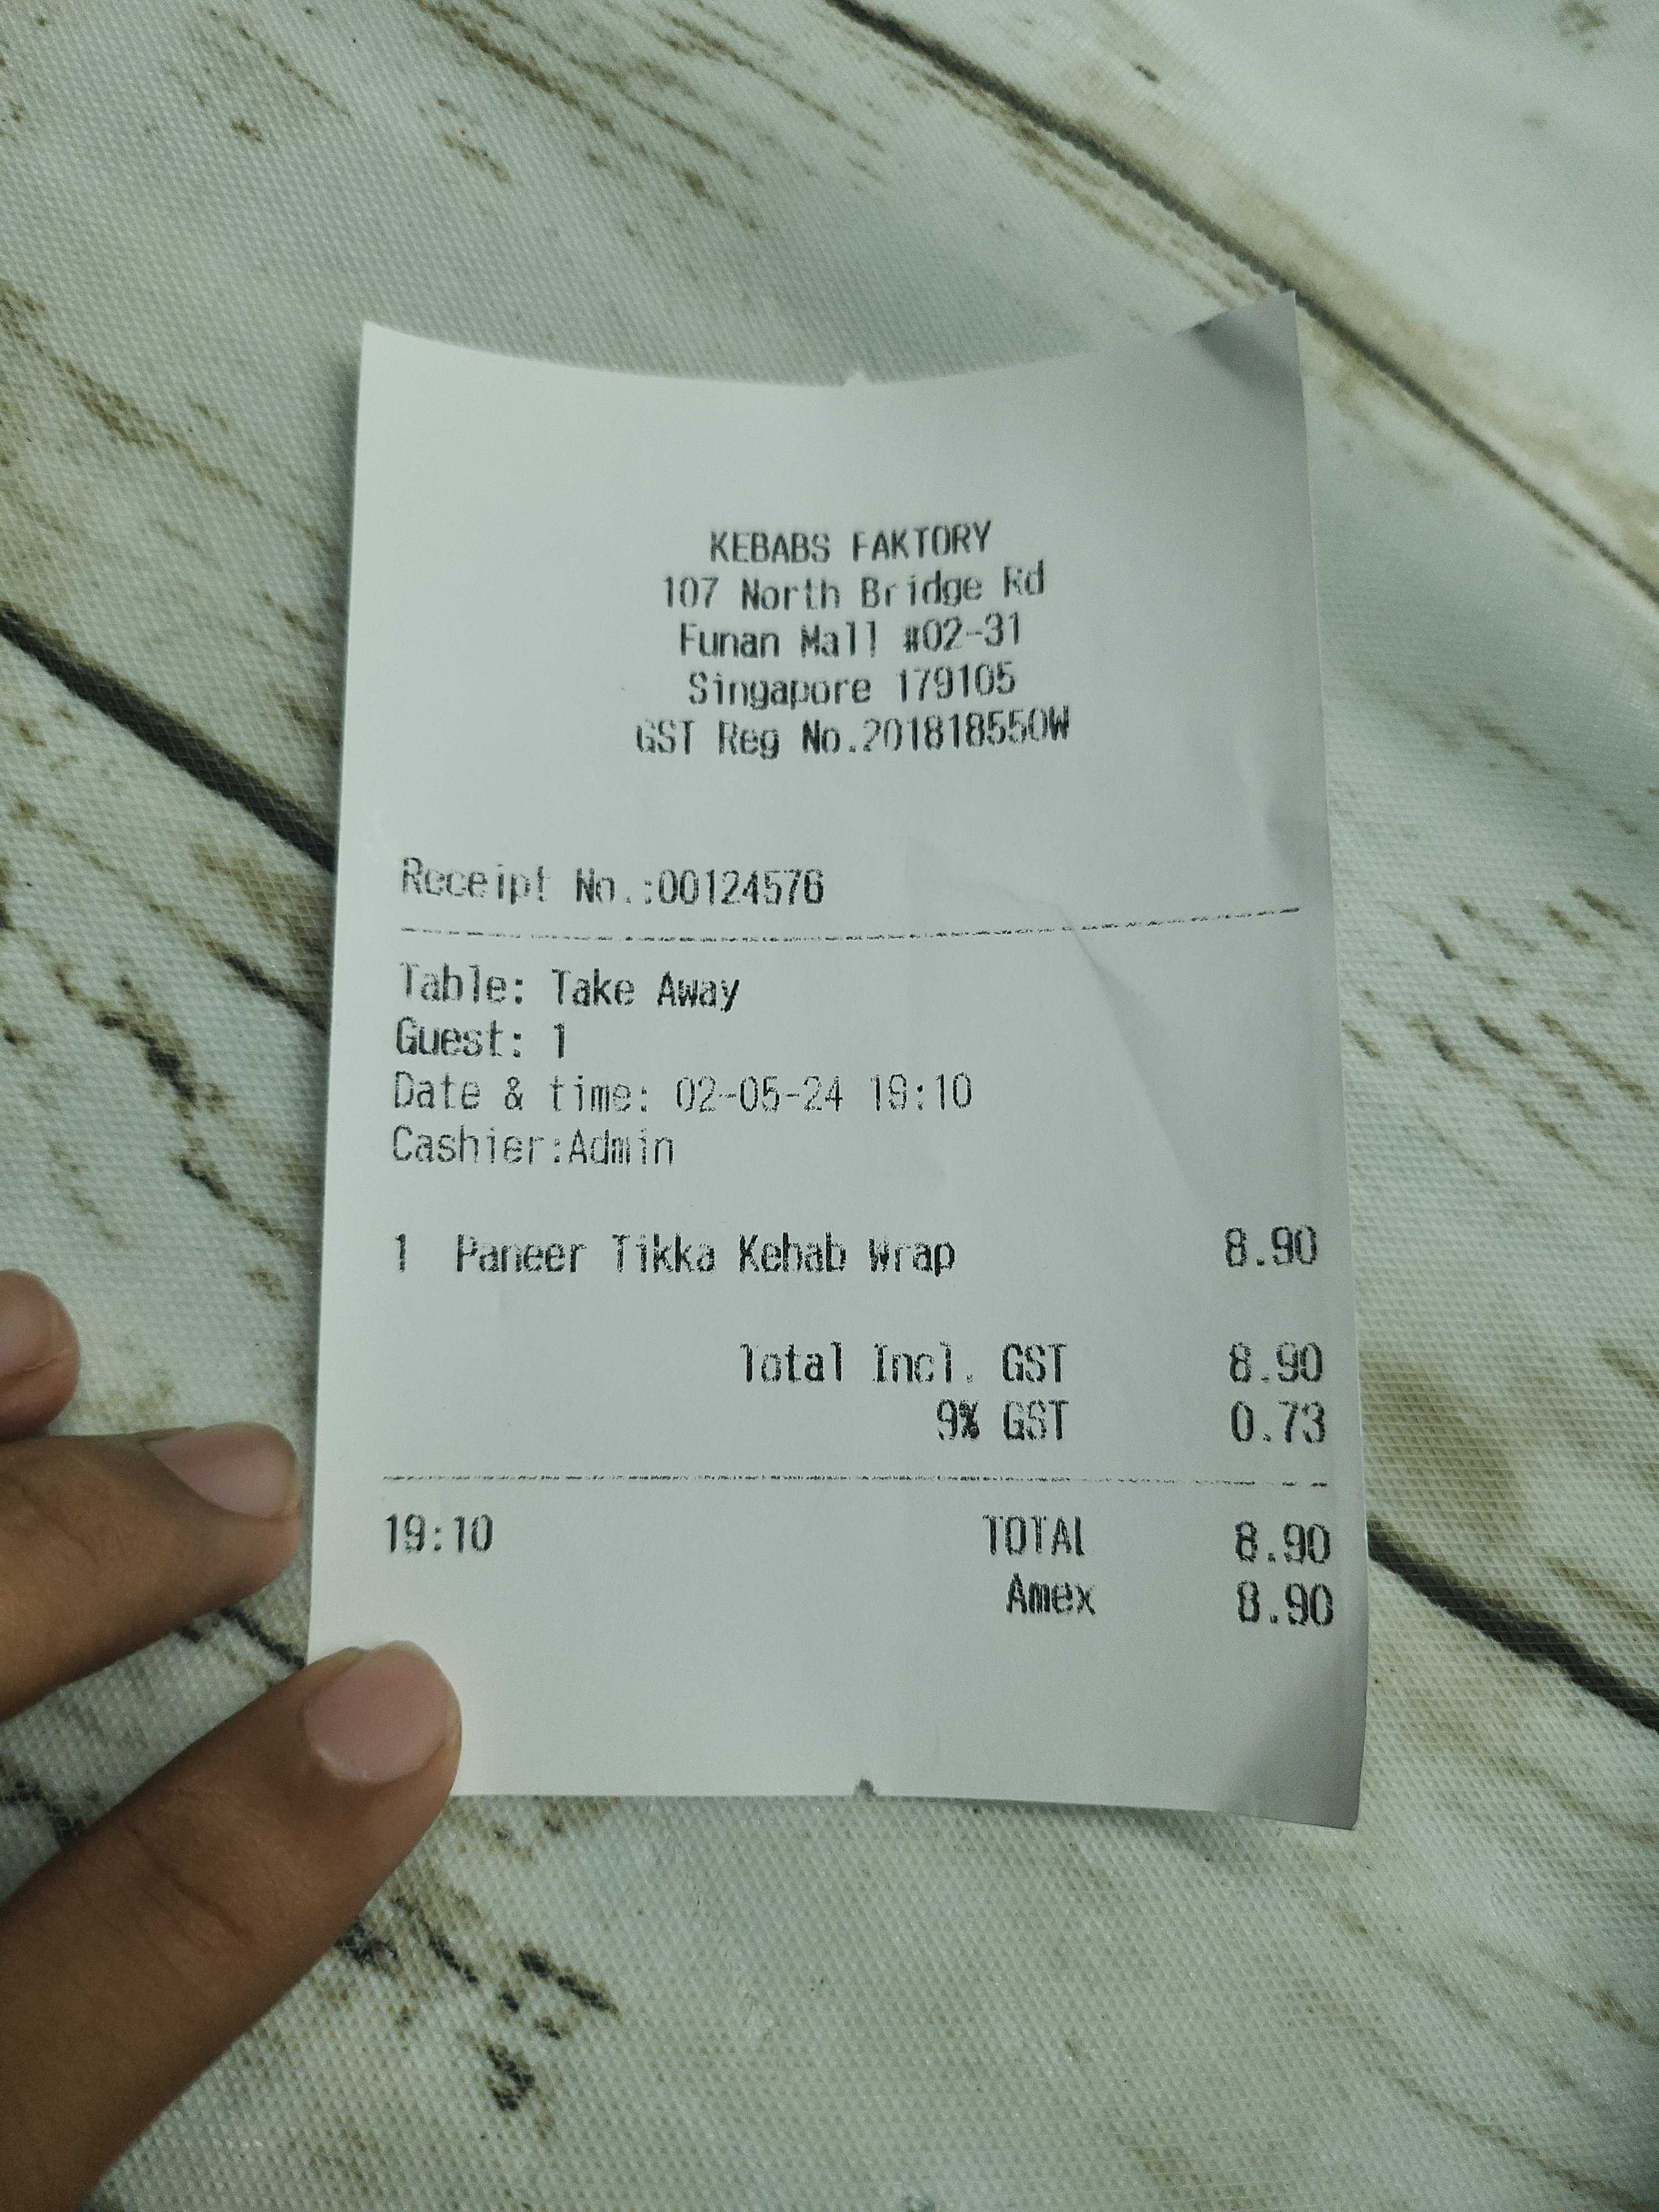 KEBABS FAKTORY
107 North Bridge Rd
Funan Mall #02-31
Singapore 179105
GST Reg No.201818550W
Receipt No.:00124576
Table: Take Away
Guest: 1
Date & time: 02-05-24 19:10
Cashier:Admin
1 Paneer Tikka Kebab Wrap 8.90
Total Incl. GST 8.90
9% GST 0.73
19:10 TOTAL 8.90
Amex 8.90